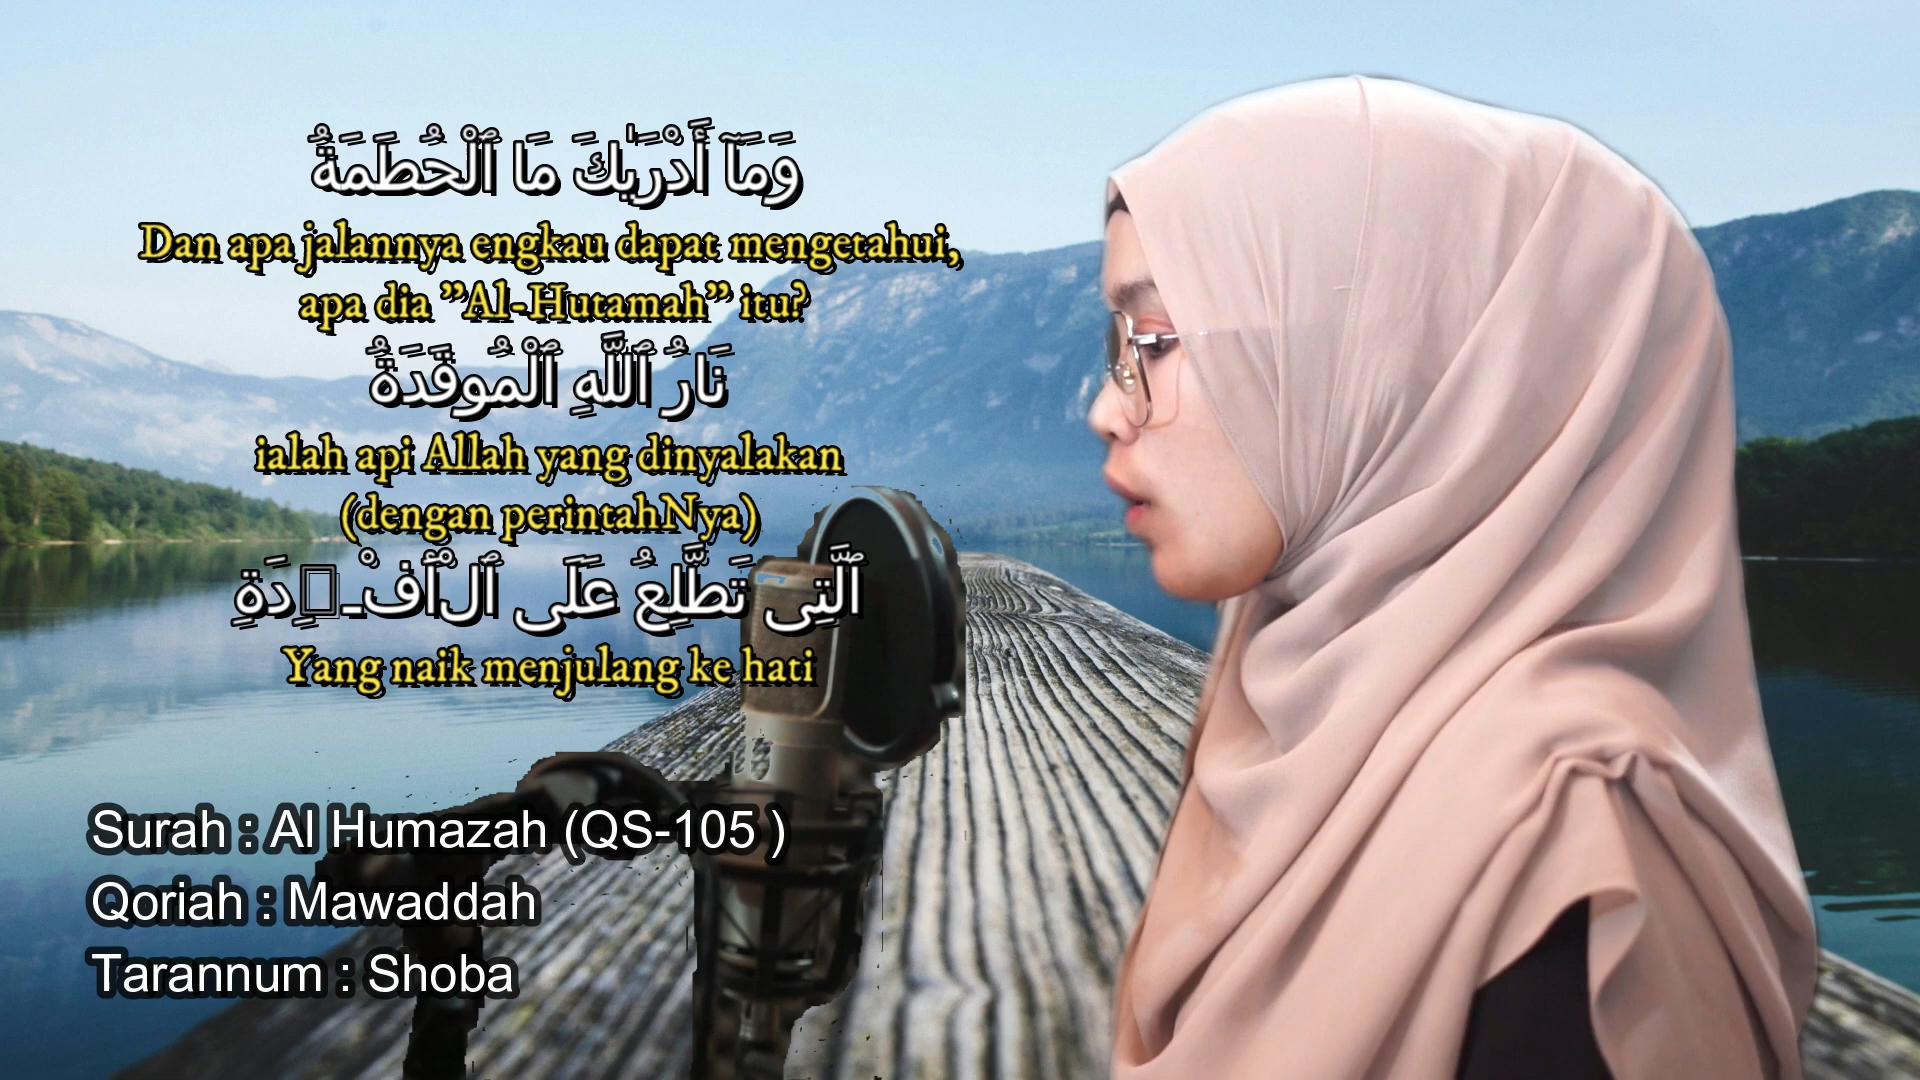 وَمَآ أَدْرَىٰكَ مَا ٱلْحُطَمَةُ
Dan apa jalannya engkau dapat mengetahui,
apa dia ”Al-Hutamah” itu?
نَارُ ٱللَّهِ ٱلْمُوقَدَةُ
ialah api Allah yang dinyalakan
(dengan perintahNya)
ٱلَّتِى تَطَّلِعُ عَلَى
Yang naik menjulang ke hati
Surah : Al Humazah (QS-105 )
Qoriah : Mawaddah
Tarannum : Shoba